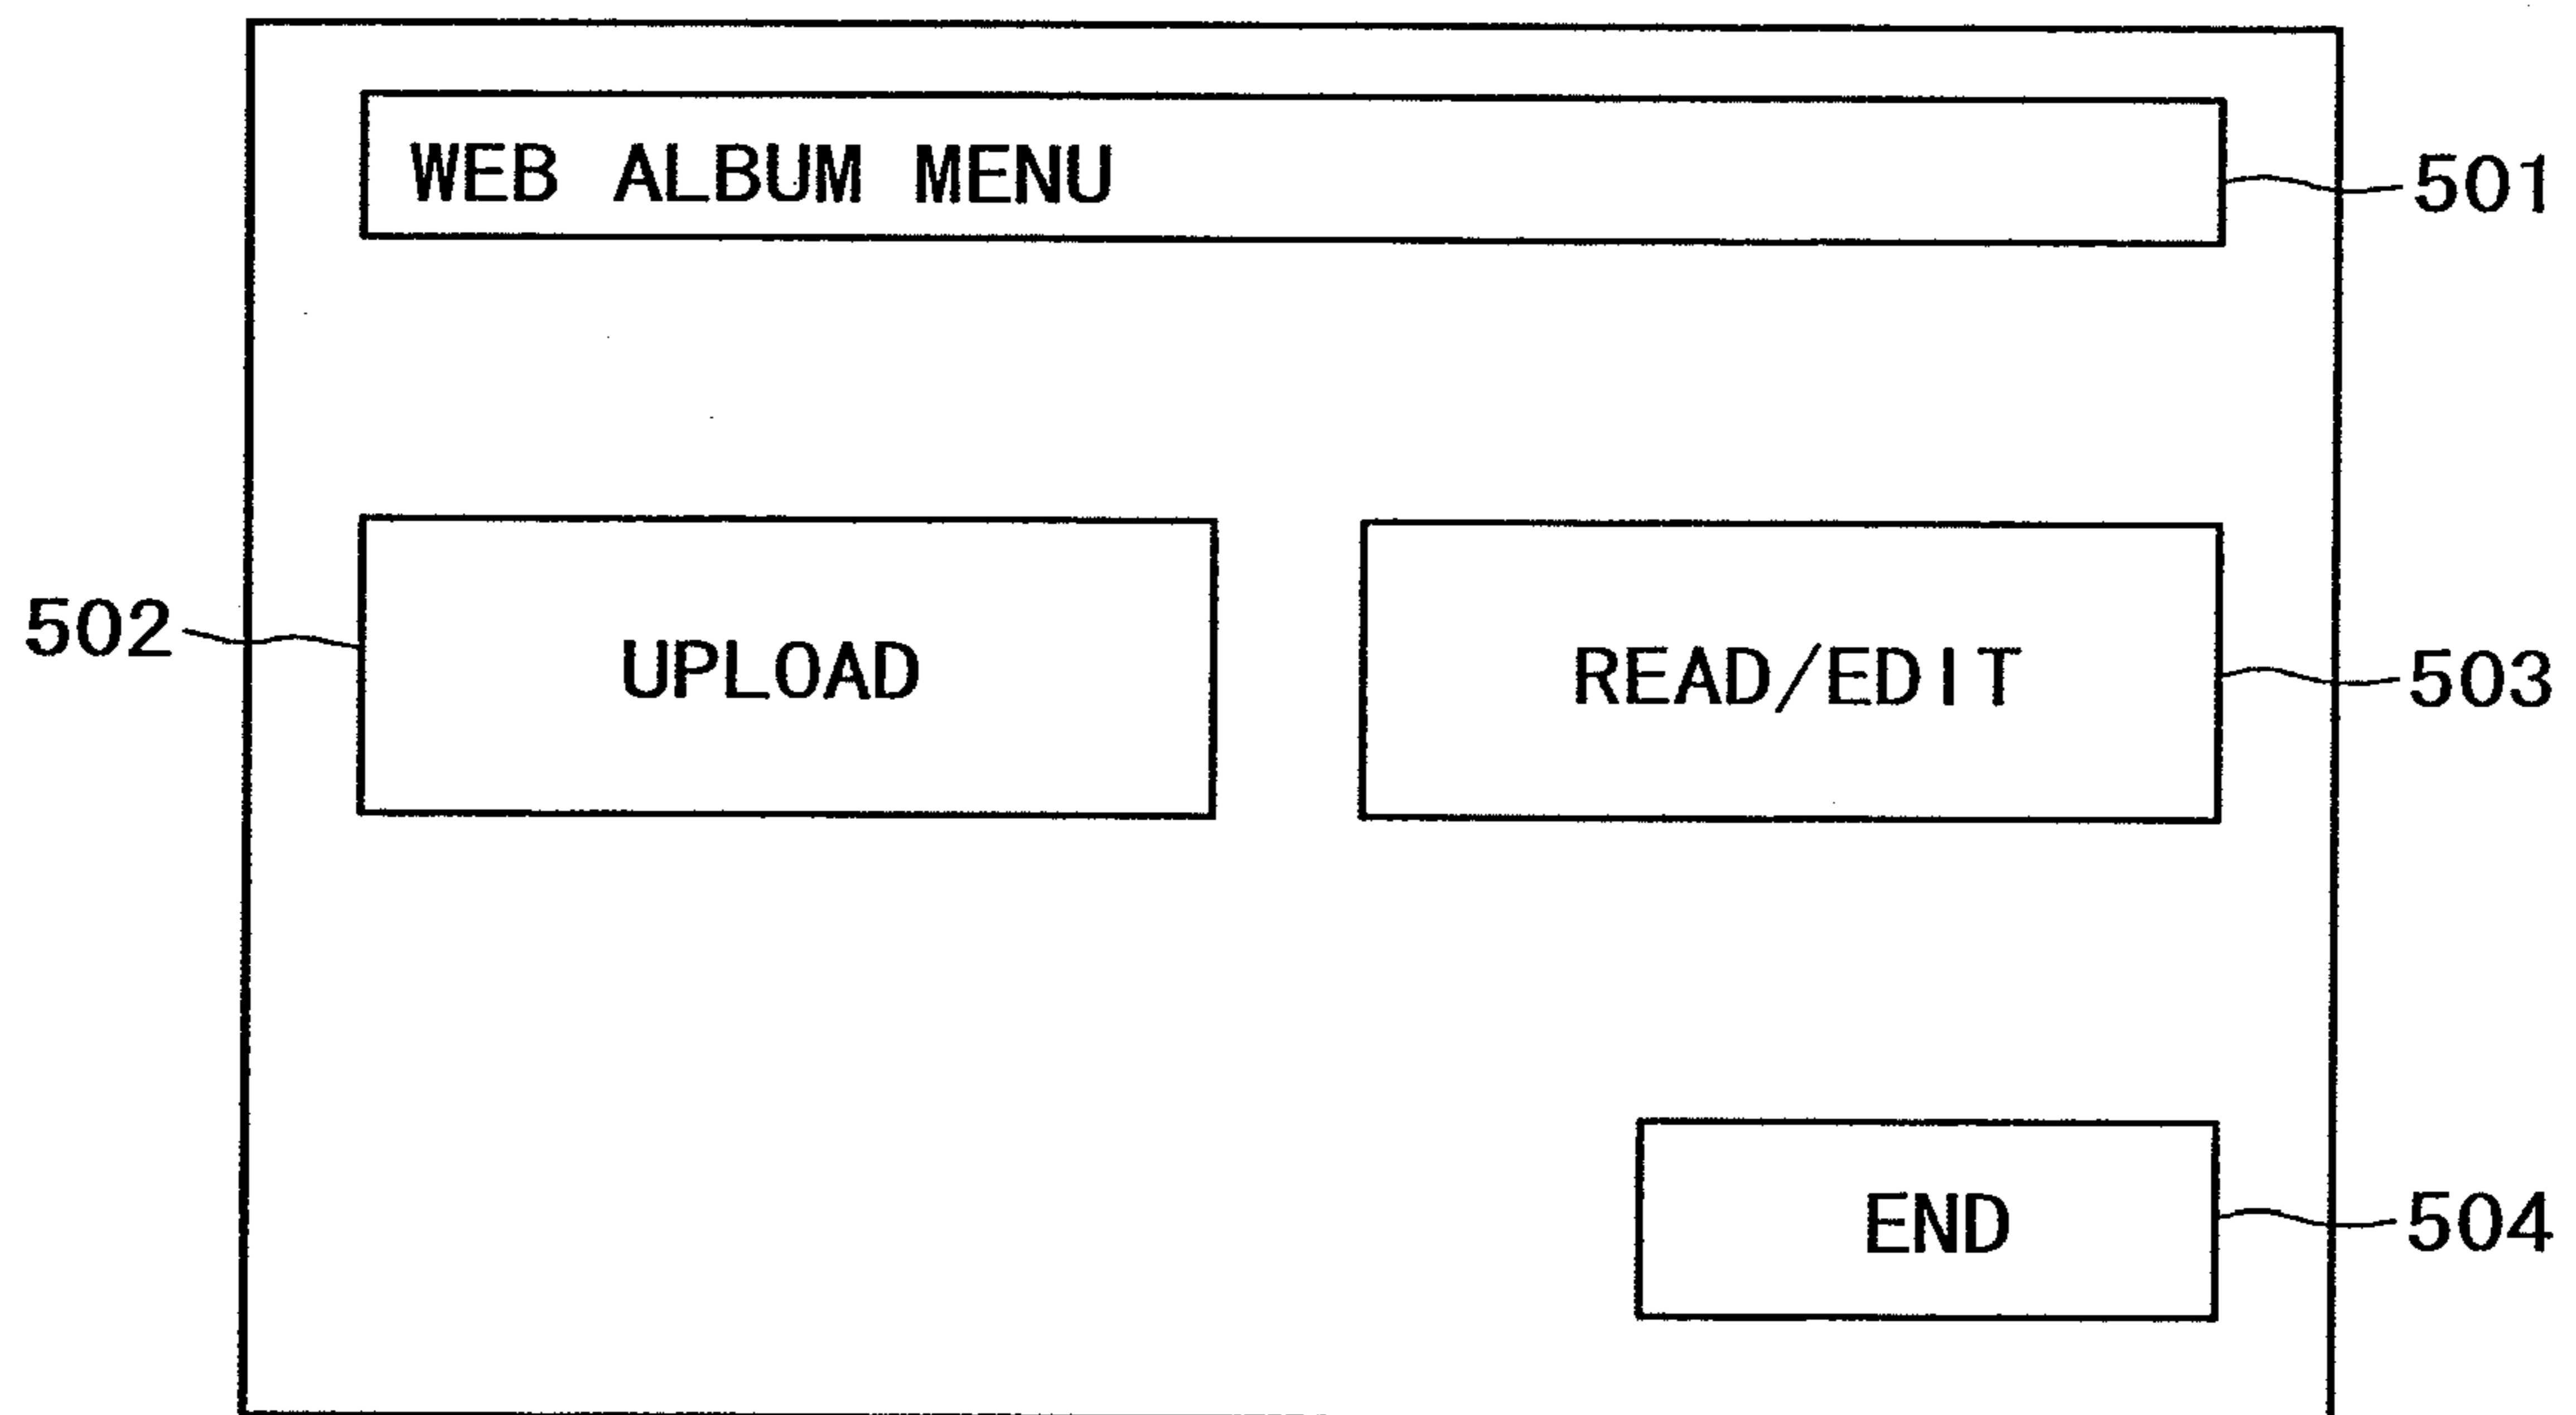 WEB ALBUM MENU
501
502
UPLOAD
READ/EDIT
503
END
504